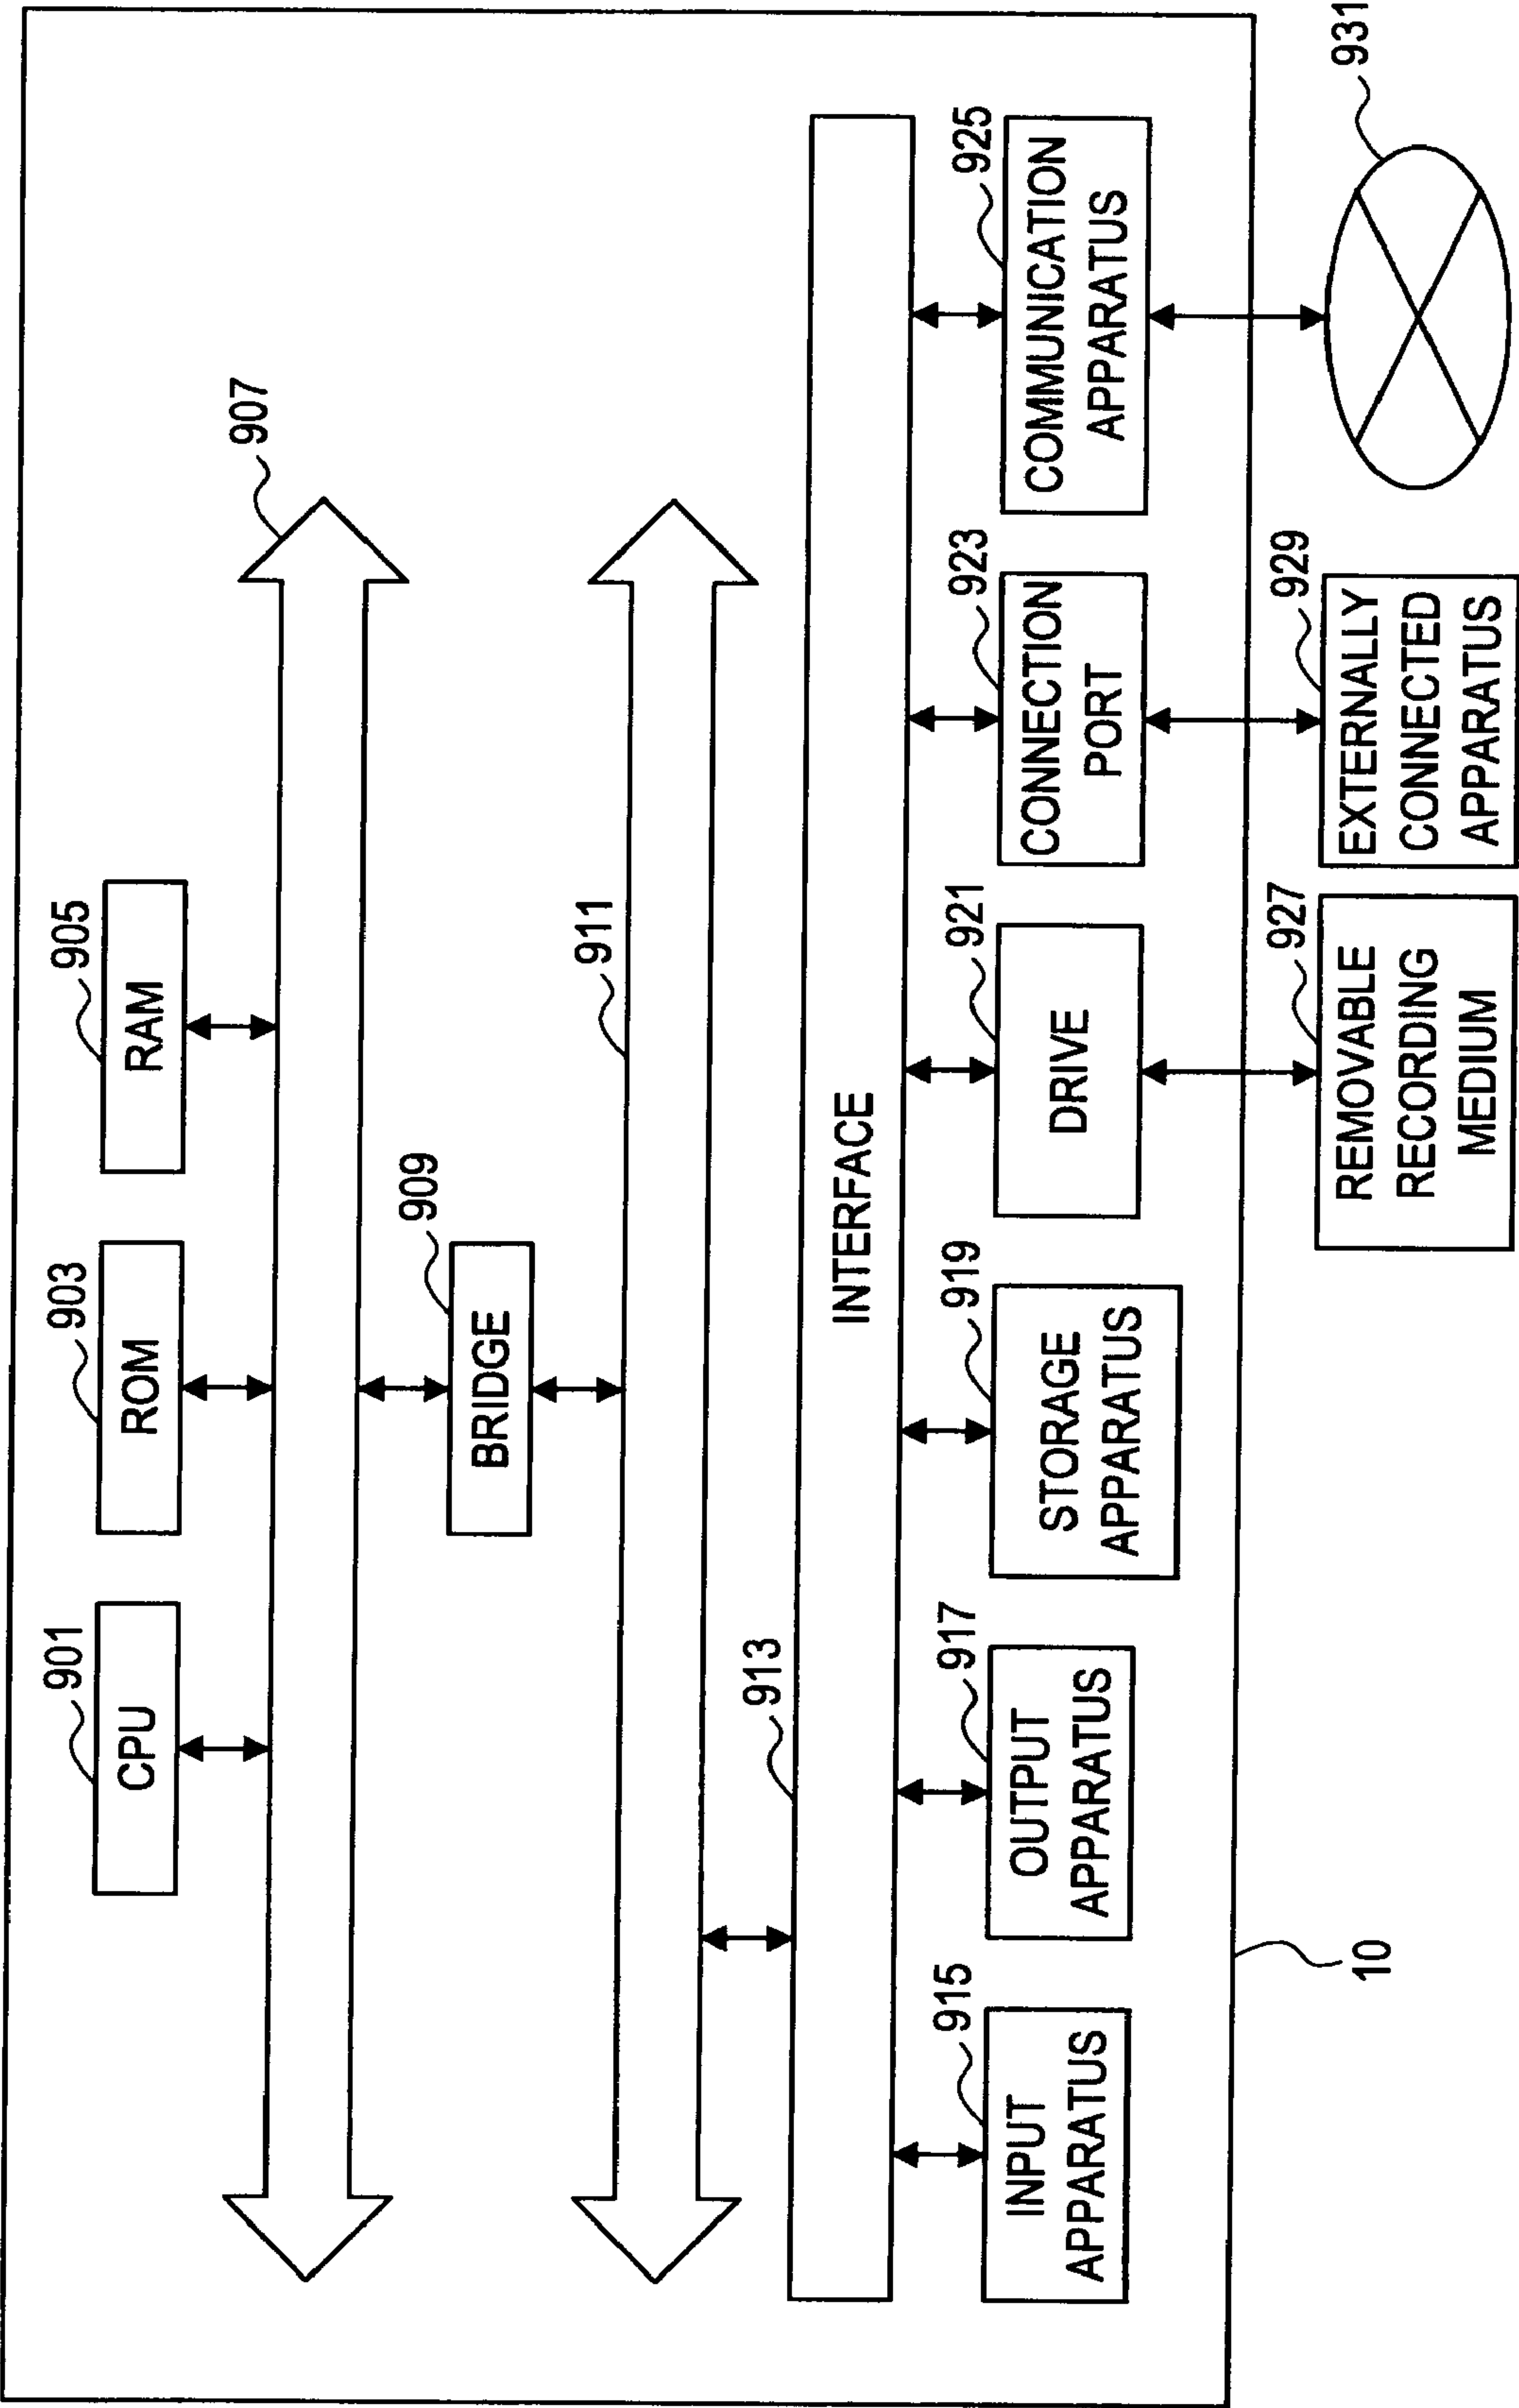 901
CPU
903
ROM
905
RAM
907
909
BRIDGE
911
913
INTERFACE
915
INPUT
APPARATUS
917
OUTPUT
APPARATUS
919
STORAGE
APPARATUS
921
DRIVE
923
CONNECTION
PORT
925
COMMUNICATION
APPARATUS
10
927
REMOVABLE
RECORDING
MEDIUM
929
EXTERNALLY
CONNECTED
APPARATUS
931